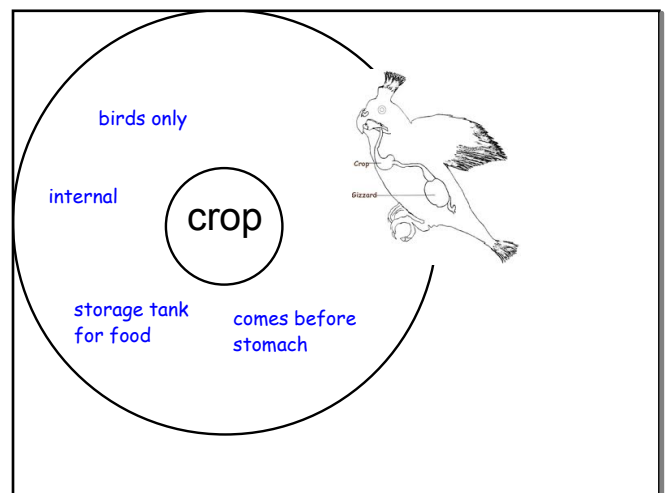 birds only
internal
crop
storage tank
for food
comes before
stomach
Crop
Gizzard